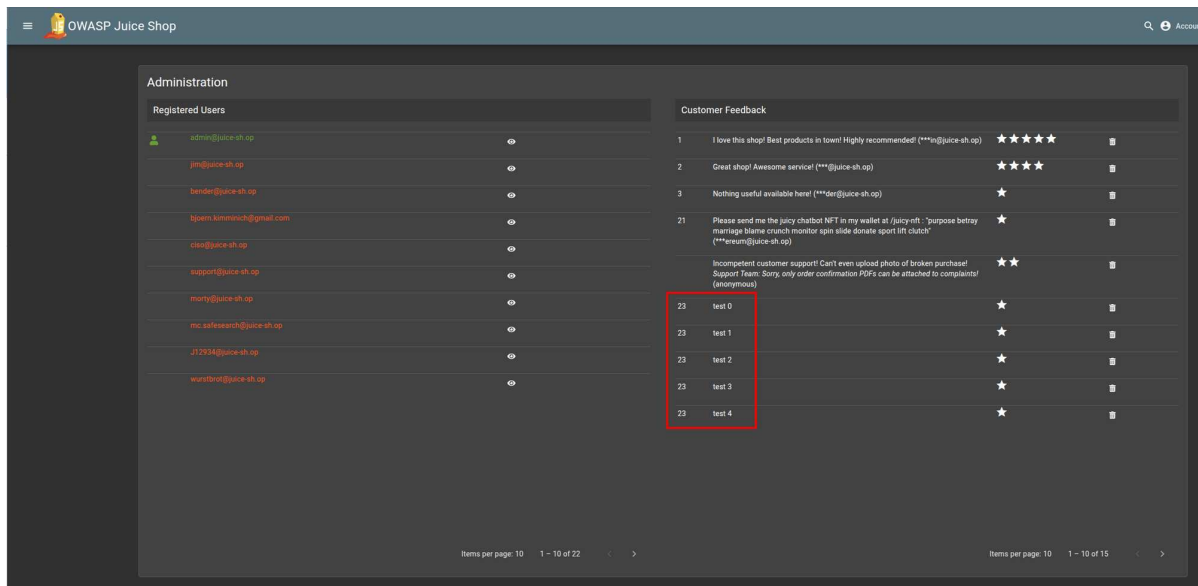 OWASP Juice Shop
Accou
Administration
Registered Users
admin@juice-sh.op
jim@juice-sh.op
bender@juice-sh.op
bjoern.kimminich@gmail.com
ciso@juice-sh.op
support@juice-sh.op
morty@juice-sh.op
mc.safesearch@juice-sh.op
J12934@juice-sh.op
wurstbrot@juice-sh.op
Items per page: 10 1 – 10 of 22
Customer Feedback
1 I love this shop! Best products in town! Highly recommended! (***in@juice-sh.op)
2 Great shop! Awesome service! (***@juice-sh.op)
3 Nothing useful available here! (***der@juice-sh.op)
21 Please send me the juicy chatbot NFT in my wallet at /juicy-nft : "purpose betray
marriage blame crunch monitor spin slide donate sport lift clutch"
(***ereum@juice-sh.op)
Incompetent customer support! Can't even upload photo of broken purchase!
Support Team: Sorry, only order confirmation PDFs can be attached to complaints!
(anonymous)
23 test 0
23 test 1
23 test 2
23 test 3
23 test 4
Items per page: 10 1 – 10 of 15